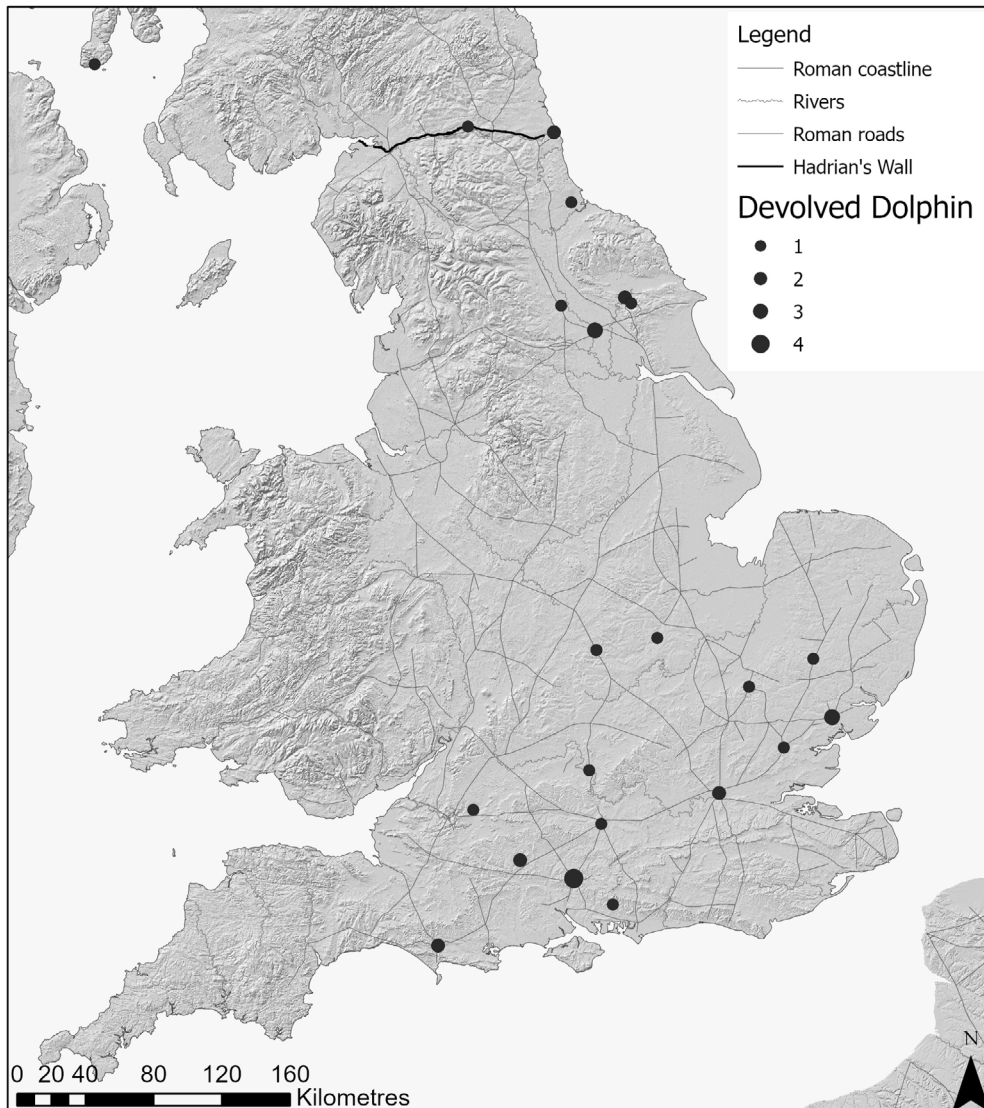 Legend
Roman coastline
Rivers
Roman roads
Hadrian's Wall
Devolved Dolphin
1
2
3
4
N
0 20 40 80 120 160
Kilometres